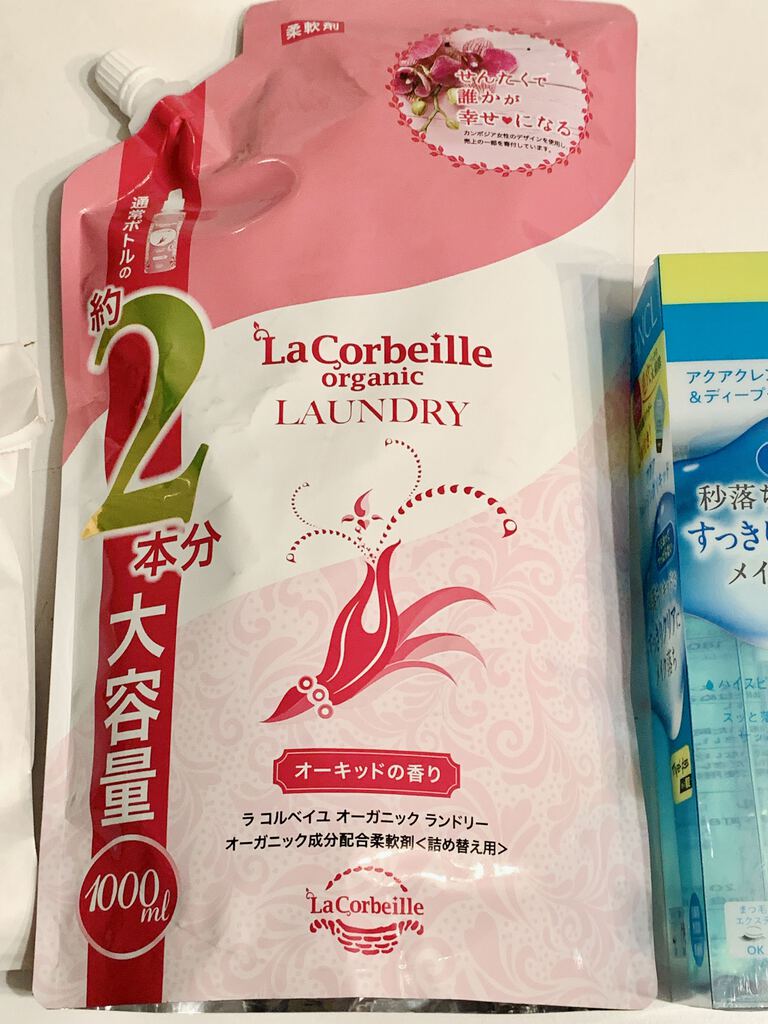 柔軟剤
せんたくで
誰かが
幸せ♥になる
カンボジア女性のデザインを使用し、
売上の一部を寄付しています。
通常ボトルの
約
2
本分
大容量
1000ml
LaCorbeille
organic
LAUNDRY
オーキッドの香り
ラ コルベイユ オーガニック ランドリー
オーガニック成分配合柔軟剤<詰め替え用>
LaCorbeille
アクアクレ
&ディープ
秒落
すっきり
メイ
ハイスピ
スッと落
まつ毛
エクステ
OK